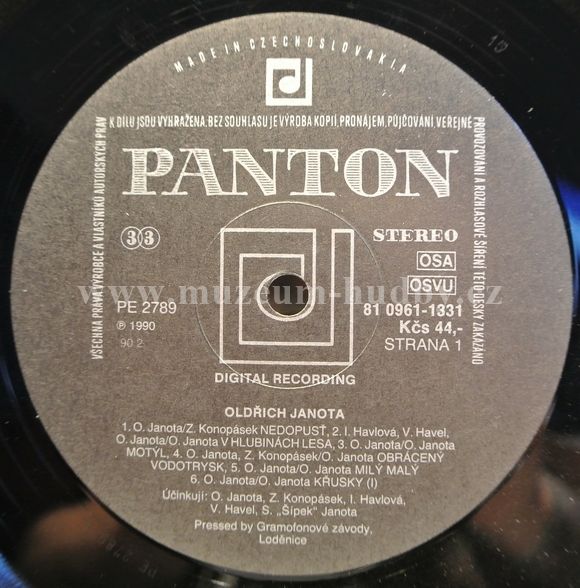 MADE IN CZECHOSLOVAKIA
VŠECHNA PRÁVA VÝROBCE A VLASTNÍKŮ AUTORSKÝCH PRÁV
K DÍLU JSOU VYHRAŽENA. BEZ SOUHLASU JE VÝROBA KOPIÍ, PRONÁJEM, PŮJČOVÁNÍ, VEŘEJNÉ
PROVOZOVÁNÍ A ROZHLASOVÉ ŠÍŘENÍ TÉTO DESKY ZAKÁZÁNO
PANTON
33
STEREO
OSA
OSVU
www.muzeum-hudby.cz
PE 2789
81 0961-1331
℗ 1990
Kčs 44,-
90 2
STRANA 1
DIGITAL RECORDING
OLDŘICH JANOTA
1. O. Janota/Z. Konopásek NEDOPUSŤ, 2. I. Havlová, V. Havel,
O. Janota/O. Janota V HLUBINÁCH LESA, 3. O. Janota/O. Janota
MOTÝL, 4. O. Janota, Z. Konopásek/O. Janota OBRÁCENÝ
VODOTRYSK, 5. O. Janota/O. Janota MILÝ MALÝ
6. O. Janota/O. Janota KŘUSKY (I)
Účinkují: O. Janota, Z. Konopásek, I. Havlová,
V. Havel, S. „Šípek" Janota
Pressed by Gramofonové závody,
Loděnice